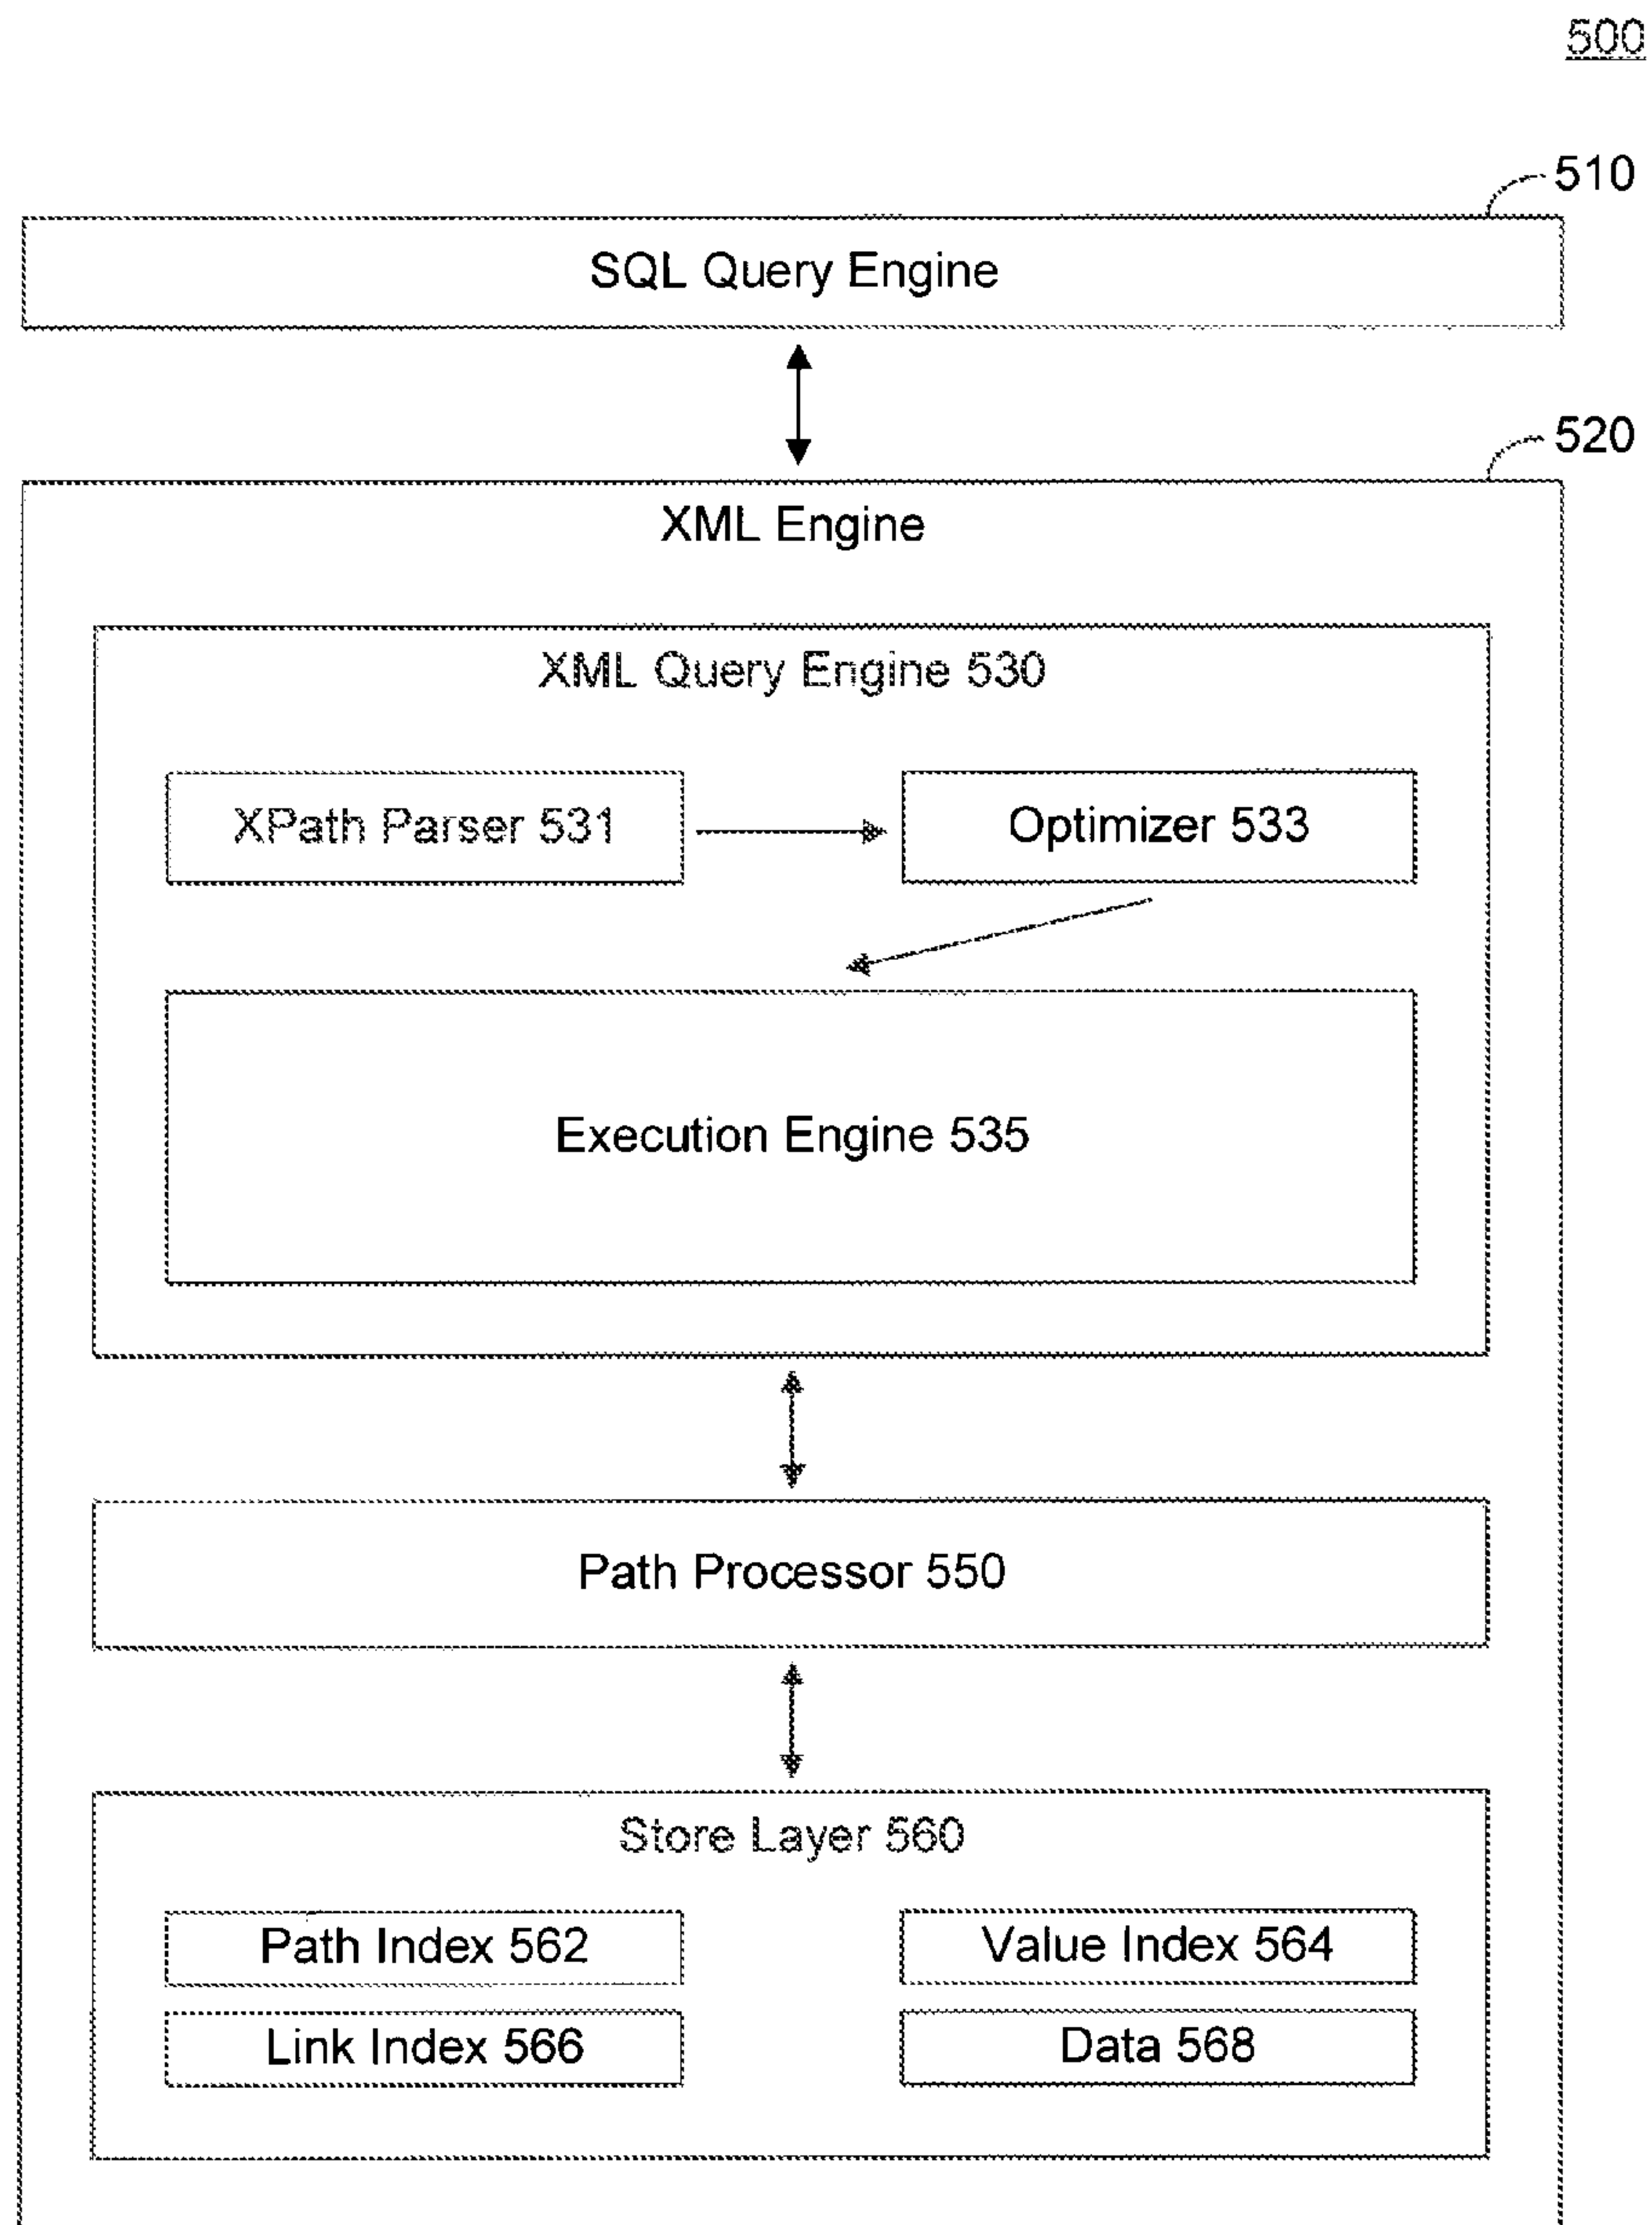 500
510
SQL Query Engine
520
XML Engine
XML Query Engine 530
XPath Parser 531
Optimizer 533
Execution Engine 535
Path Processor 550
Store Layer 560
Path Index 562
Value Index 564
Link Index 566
Data 568